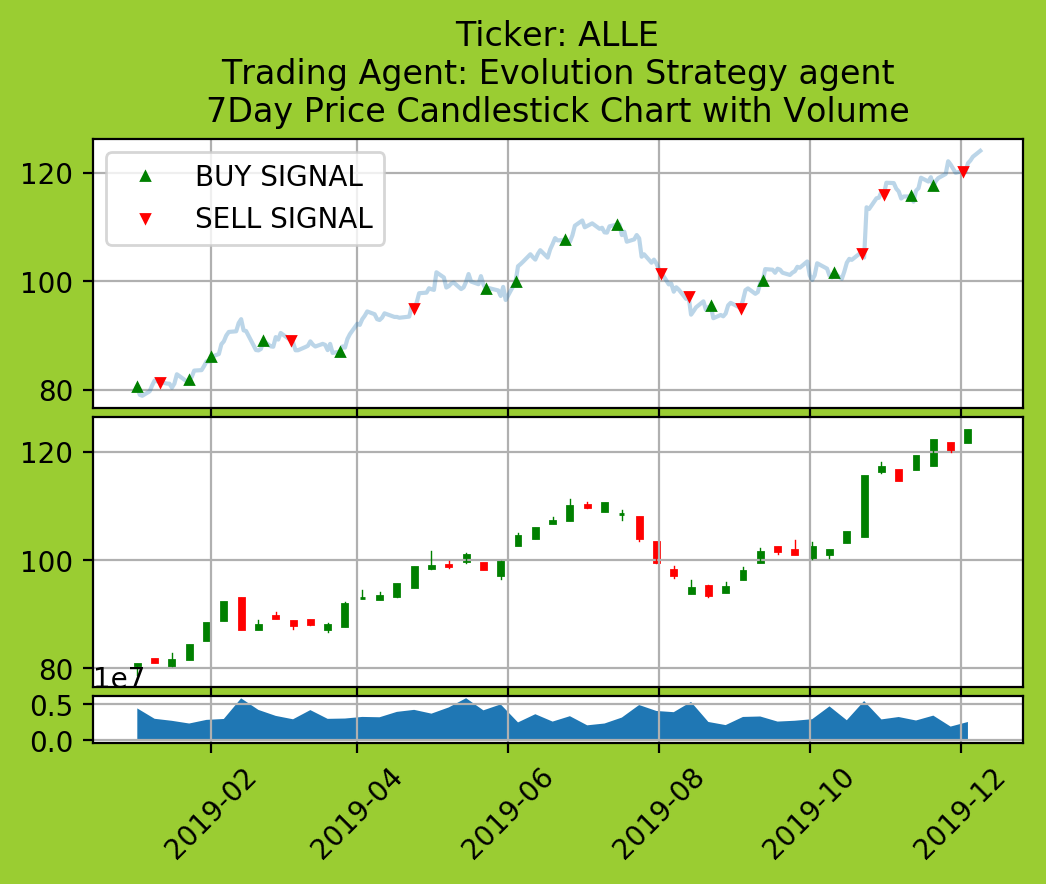 Ticker: ALLE
Trading Agent: Evolution Strategy agent
7Day Price Candlestick Chart with Volume
BUY SIGNAL
SELL SIGNAL
120
100
80
120
100
80
1e7
0.5
0.0
2019-02
2019-04
2019-06
2019-08
2019-10
2019-12